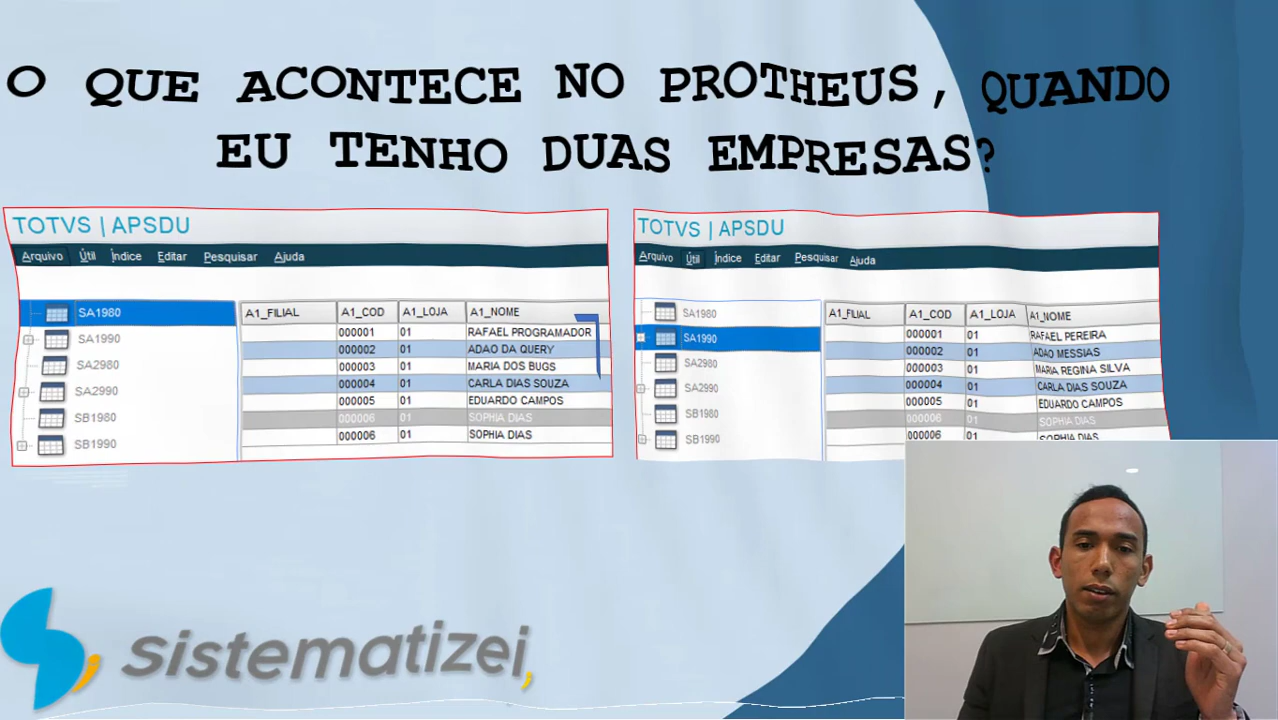 O QUE ACONTECE NO PROTHEUS, QUANDO
EU TENHO DUAS EMPRESAS?
TOTVS | APSDU
Arquivo Útil Índice Editar Pesquisar Ajuda
SA1980
SA1990
SA2980
SA2990
SB1980
SB1990
A1_FILIAL A1_COD A1_LOJA A1_NOME
000001 01 RAFAEL PROGRAMADOR
000002 01 ADAO DA QUERY
000003 01 MARIA DOS BUGS
000004 01 CARLA DIAS SOUZA
000005 01 EDUARDO CAMPOS
000006 01 SOPHIA DIAS
000006 01 SOPHIA DIAS
TOTVS | APSDU
Arquivo Útil Índice Editar Pesquisar Ajuda
SA1980
SA1990
SA2980
SA2990
SB1980
SB1990
A1_FILIAL A1_COD A1_LOJA A1_NOME
000001 01 RAFAEL PEREIRA
000002 01 ADAO MESSIAS
000003 01 MARIA REGINA SILVA
000004 01 CARLA DIAS SOUZA
000005 01 EDUARDO CAMPOS
000006 01 SOPHIA DIAS
000006 01 SOPHIA DIAS
sistematizei,